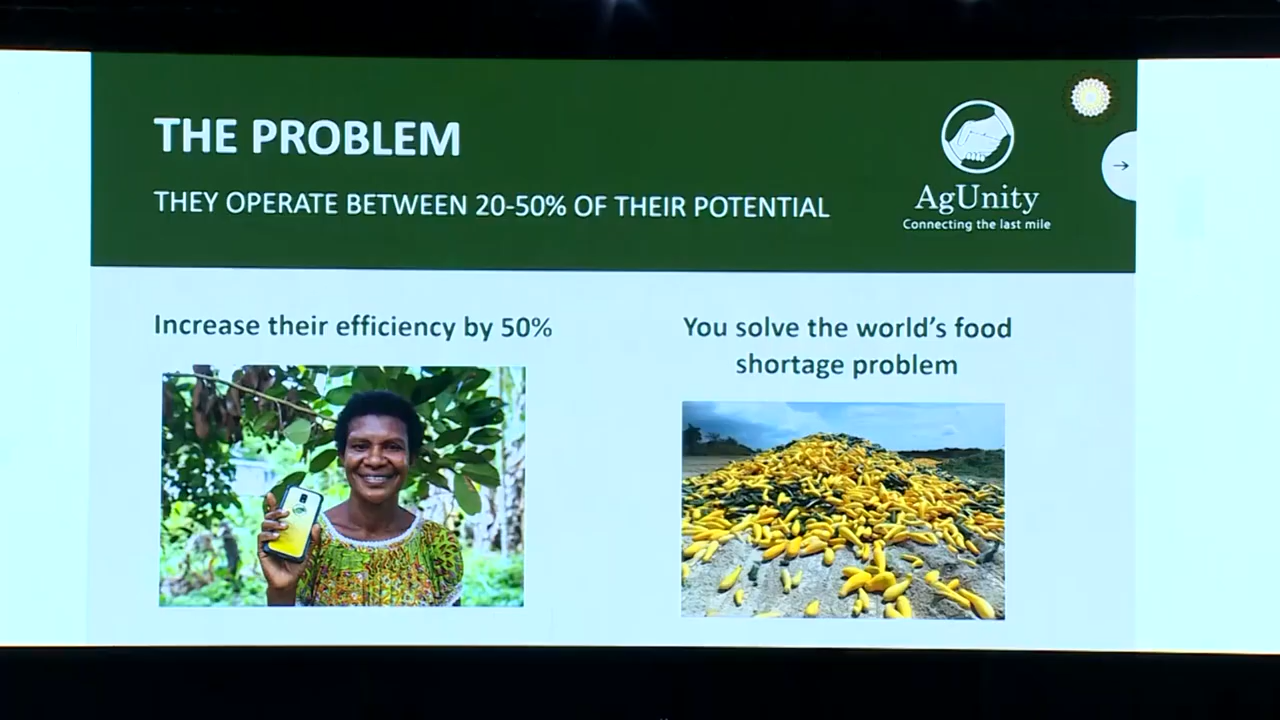 THE PROBLEM
THEY OPERATE BETWEEN 20-50% OF THEIR POTENTIAL
AgUnity
Connecting the last mile
Increase their efficiency by 50%
You solve the world's food
shortage problem